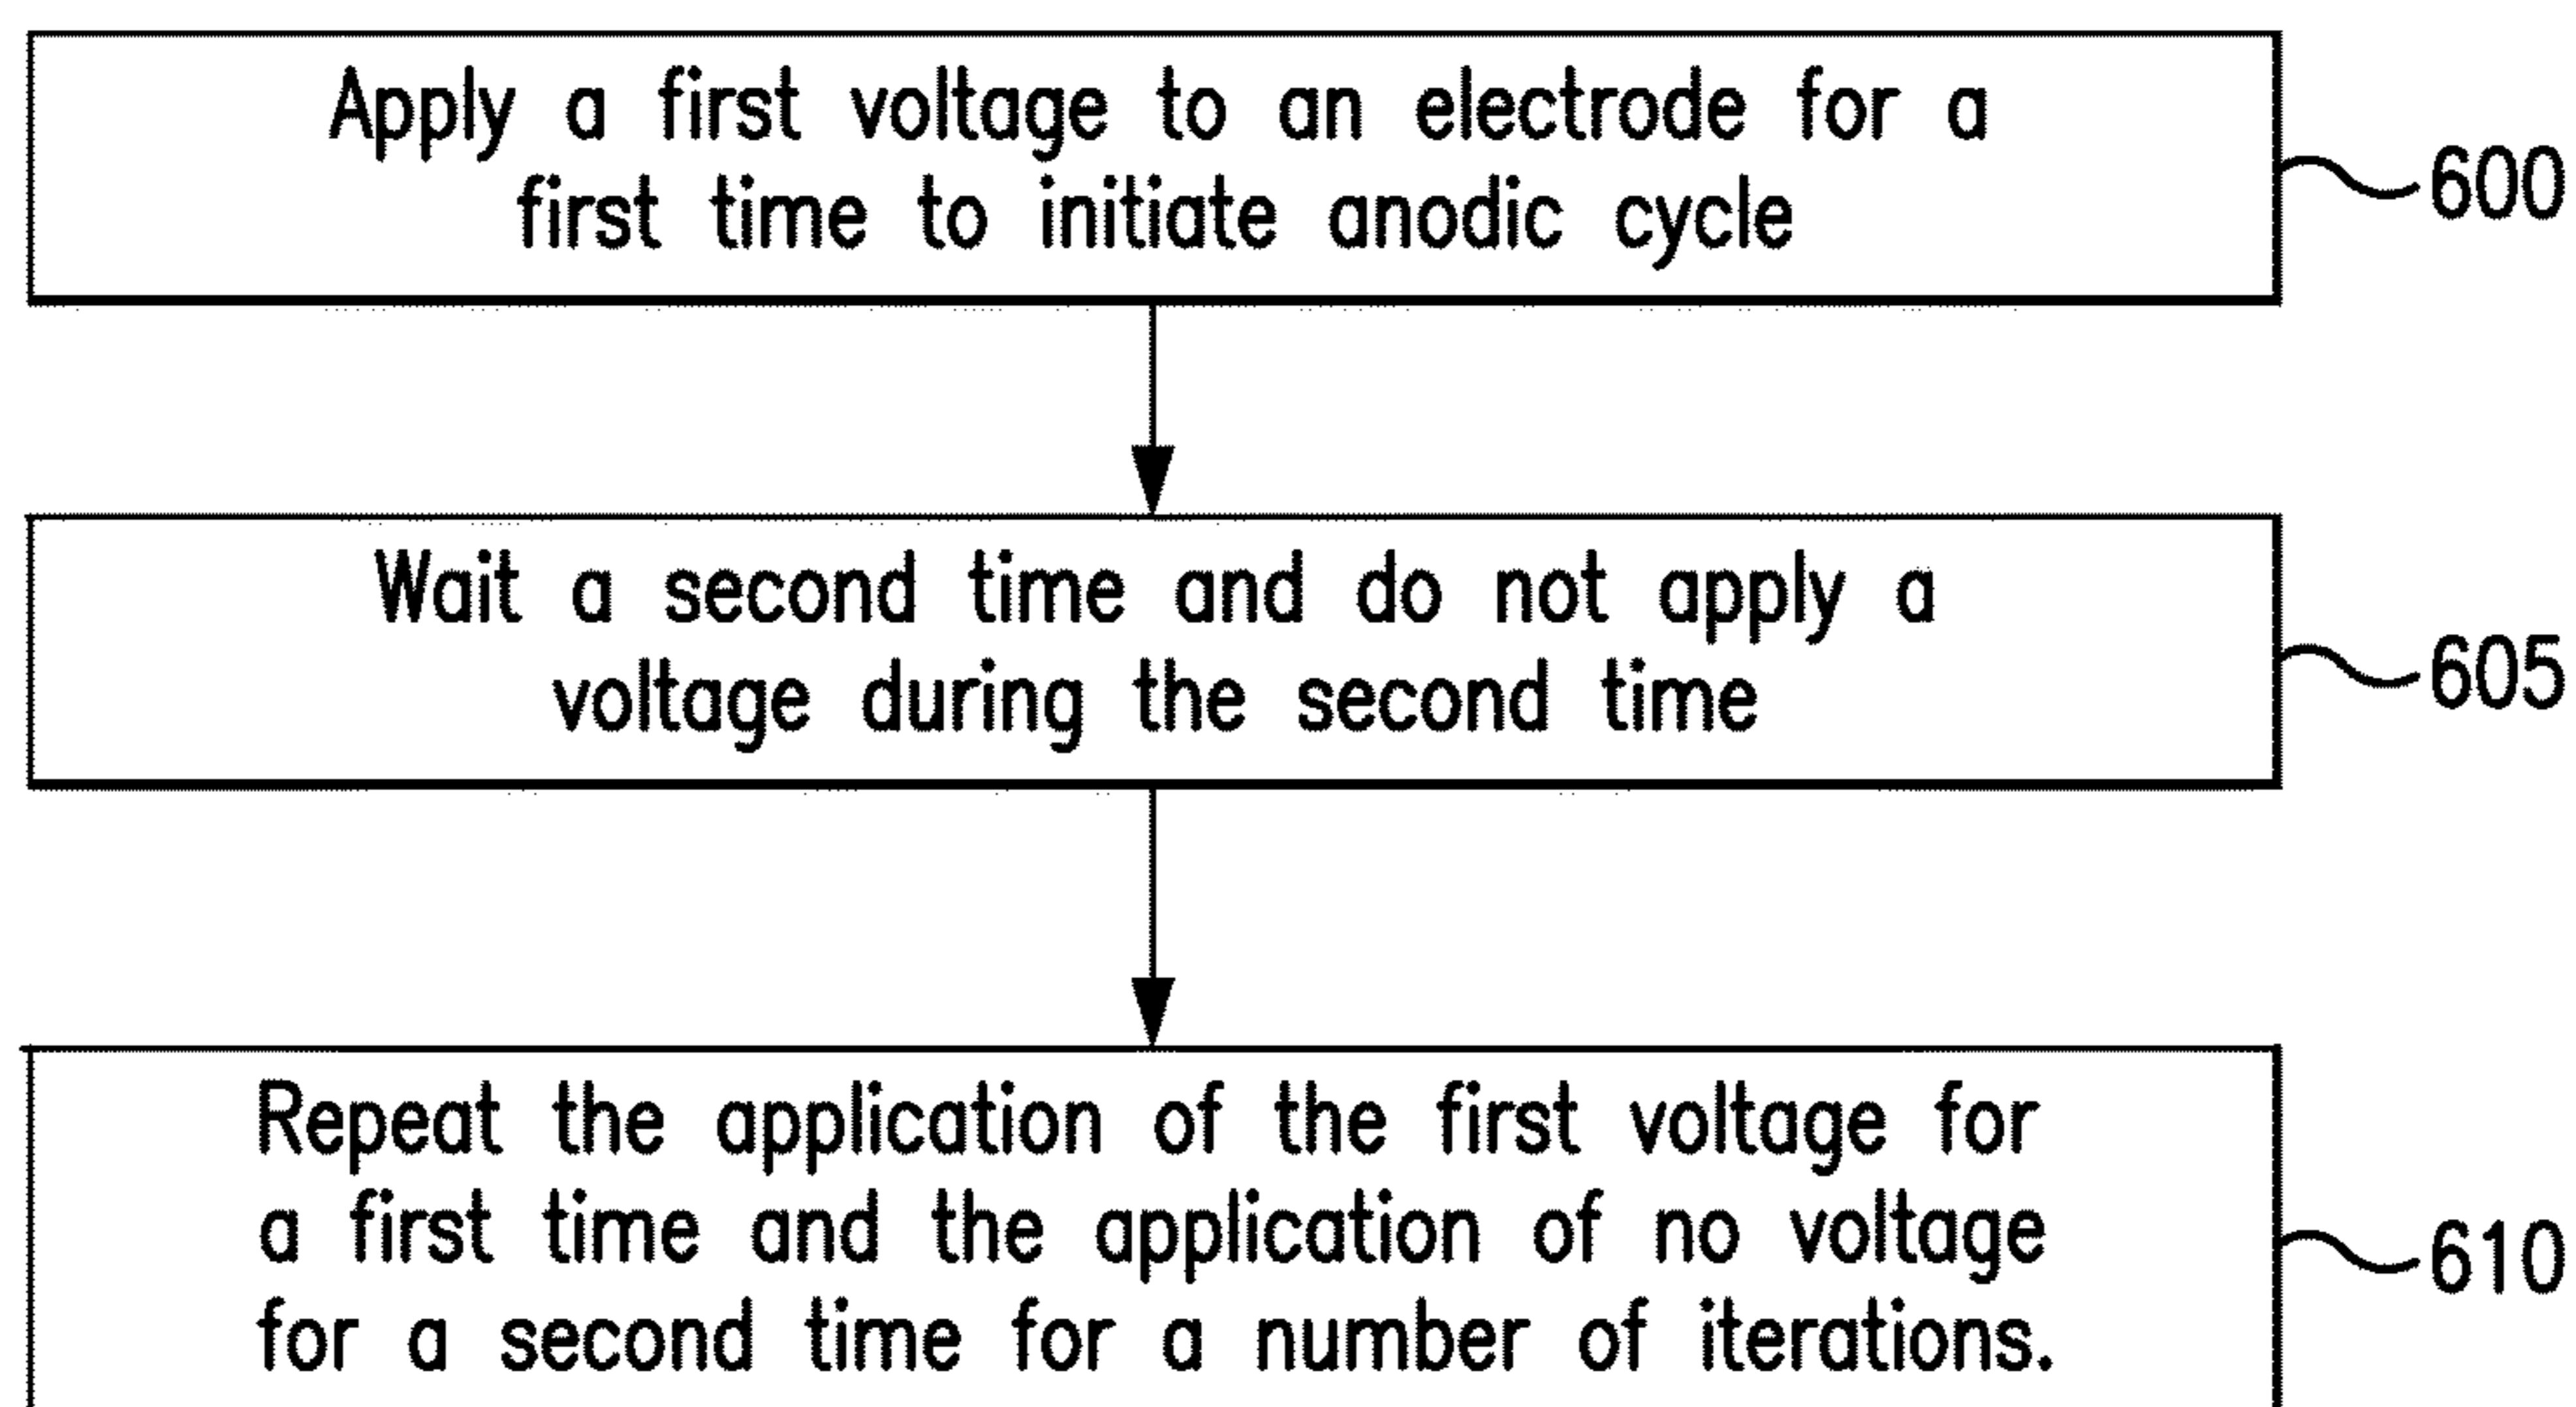 Apply a first voltage to an electrode for a
first time to initiate anodic cycle
600
Wait a second time and do not apply a
voltage during the second time
605
Repeat the application of the first voltage for
a first time and the application of no voltage
for a second time for a number of iterations.
610